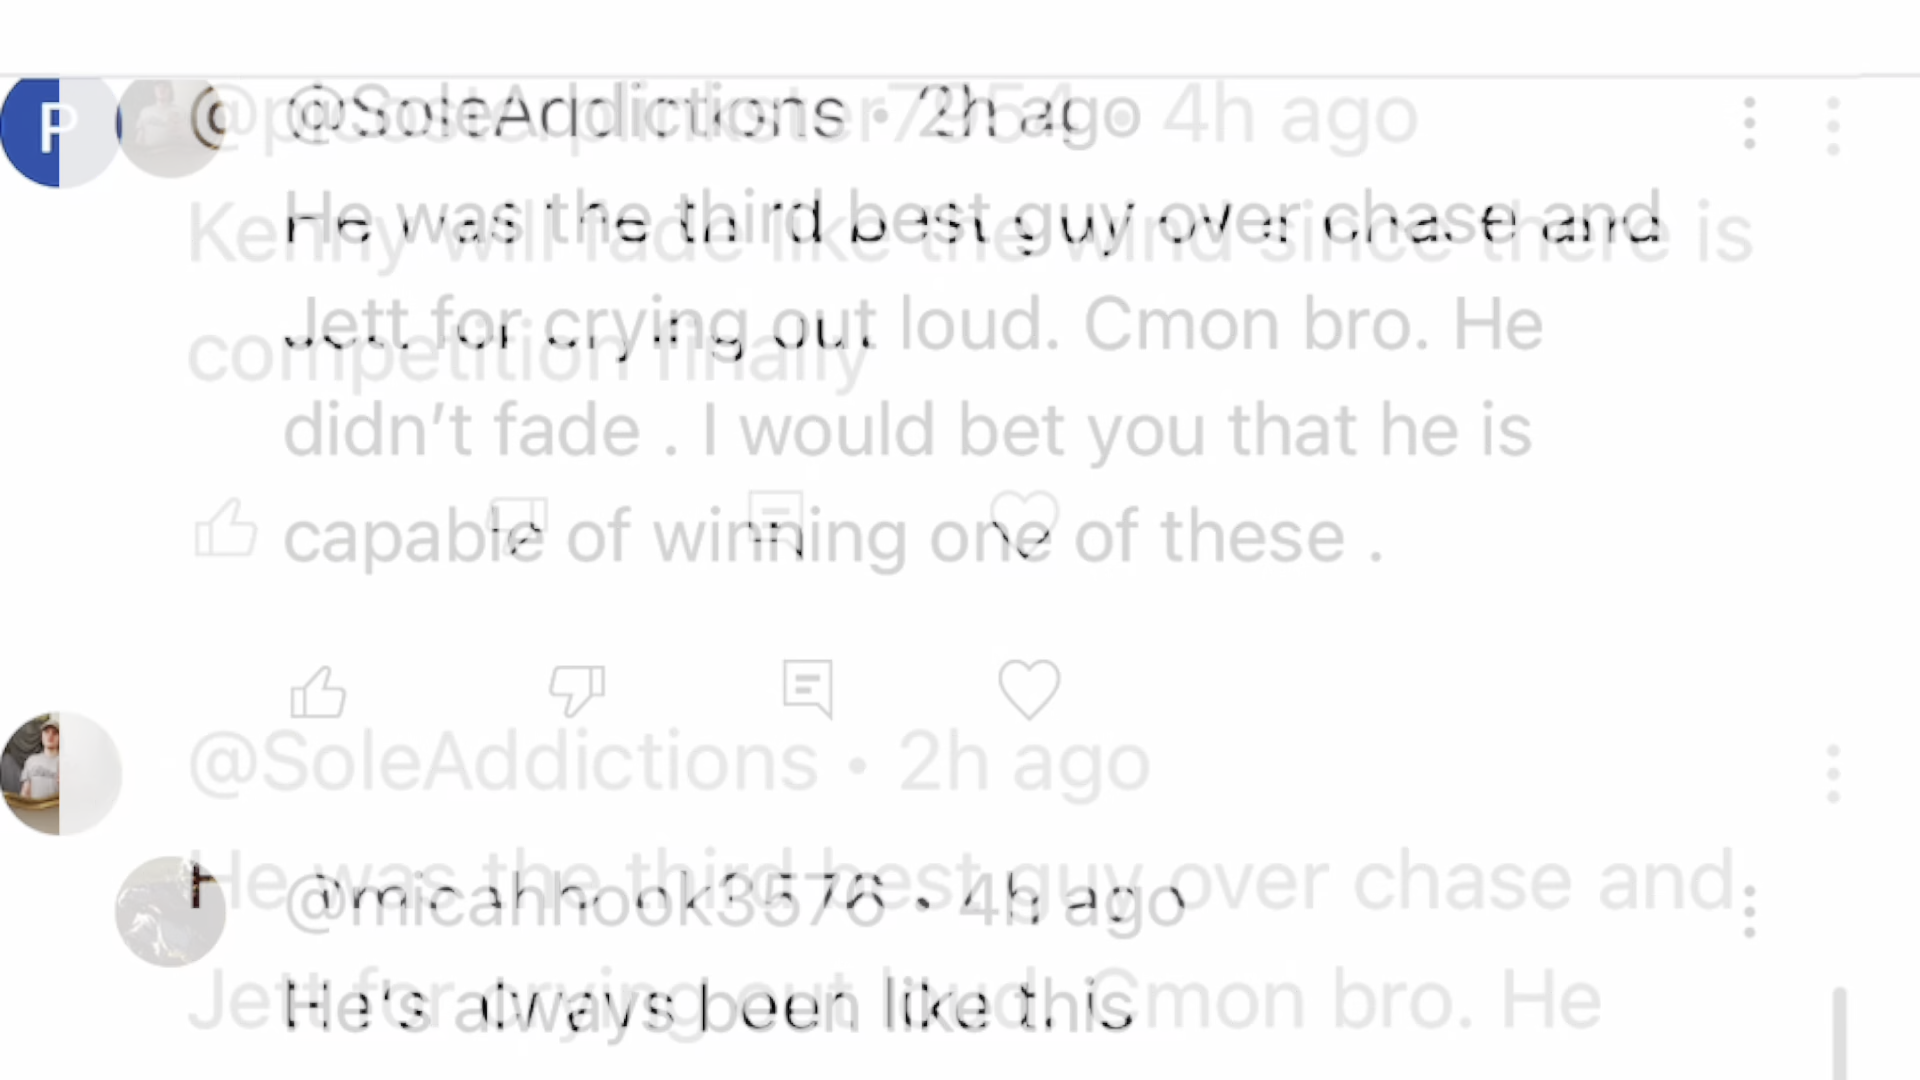 P
@SoleAddictions • 2h ago
He was the third best guy over chase and
Jett for crying out loud. Cmon bro. He
didn't fade . I would bet you that he is
capable of winning one of these .
4h ago
Kenny will fade like the wind since there is
competition finally
@SoleAddictions • 2h ago
He was the third best guy over chase and
Jett for crying out loud. Cmon bro. He
@micahhook3576 • 4h ago
He's always been like this